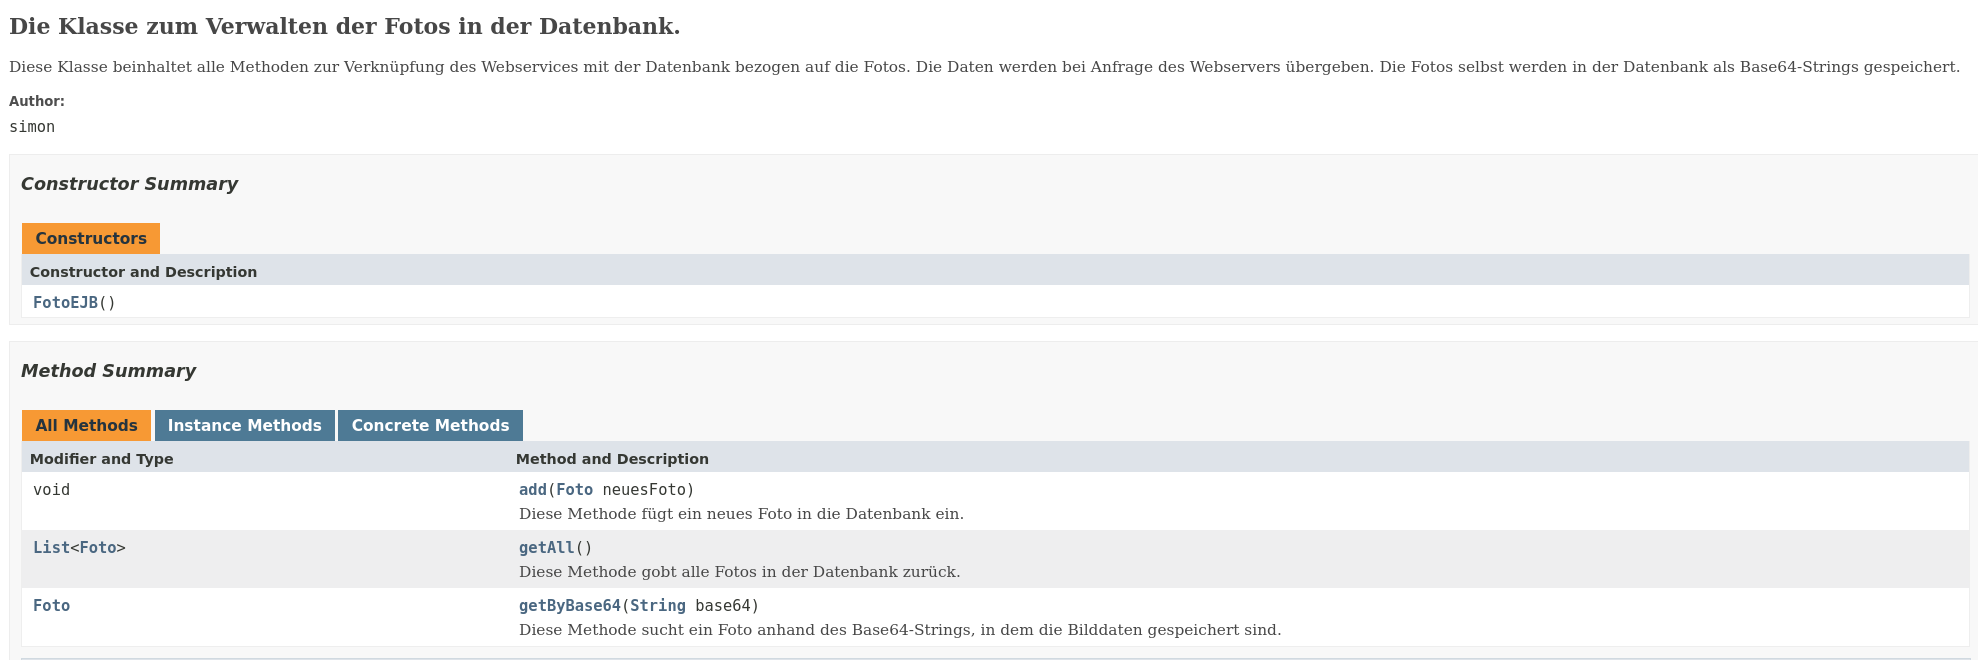 Die Klasse zum Verwalten der Fotos in der Datenbank.
Diese Klasse beinhaltet alle Methoden zur Verknüpfung des Webservices mit der Datenbank bezogen auf die Fotos. Die Daten werden bei Anfrage des Webservers übergeben. Die Fotos selbst werden in der Datenbank als Base64-Strings gespeichert.
Author:
simon
Constructor Summary
Constructors
Constructor and Description
FotoEJB()
Method Summary
All Methods Instance Methods Concrete Methods
Modifier and Type Method and Description
void add(Foto neuesFoto)
Diese Methode fügt ein neues Foto in die Datenbank ein.
List<Foto> getAll()
Diese Methode gobt alle Fotos in der Datenbank zurück.
Foto getByBase64(String base64)
Diese Methode sucht ein Foto anhand des Base64-Strings, in dem die Bilddaten gespeichert sind.